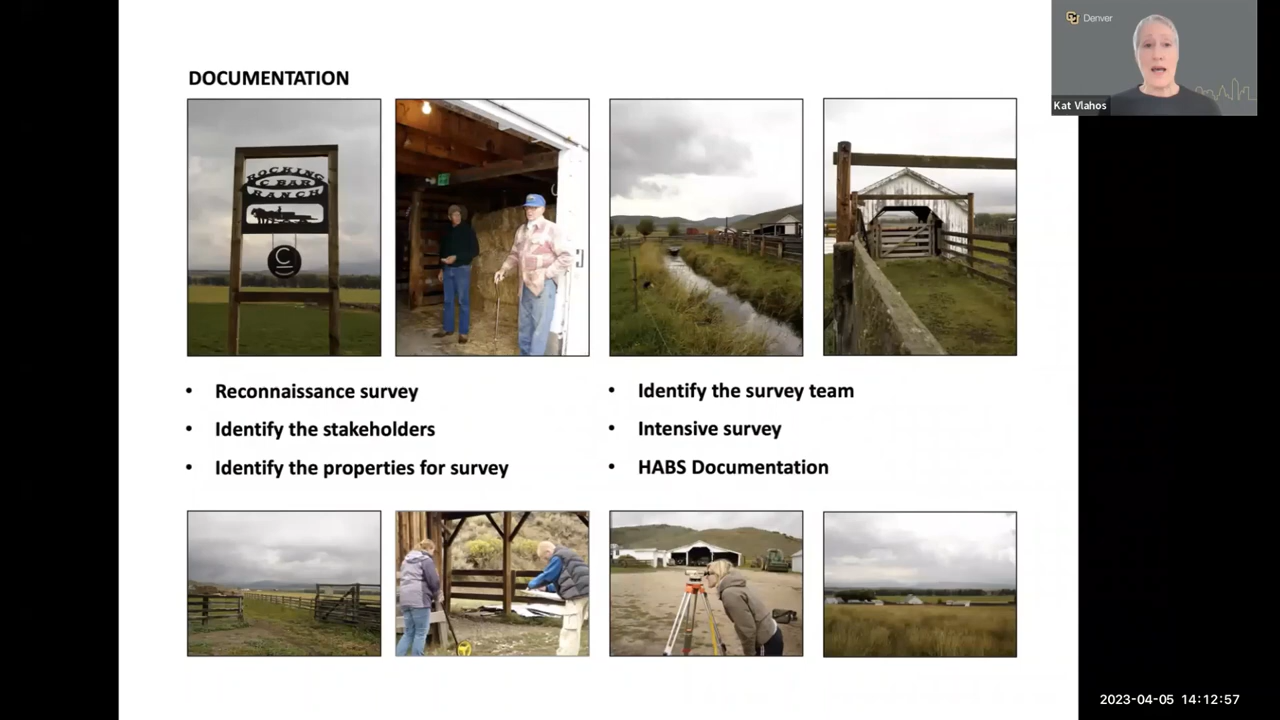 Denver
Kat Vlahos
DOCUMENTATION
ROCKING
C BAR
RANCH
C
• Reconnaissance survey
• Identify the stakeholders
• Identify the properties for survey
• Identify the survey team
• Intensive survey
• HABS Documentation
2023-04-05 14:12:57